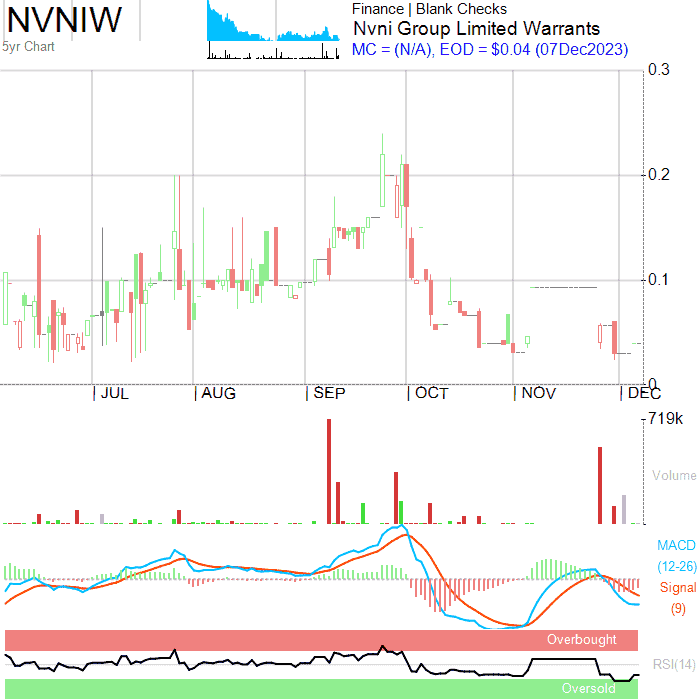 NVNIW
5yr Chart
Finance | Blank Checks
Nvni Group Limited Warrants
MC = (N/A), EOD = $0.04 (07Dec2023)
0.3
0.2
0.1
0
JUL AUG SEP OCT NOV DEC
719k
Volume
MACD
(12-26)
Signal
(9)
Overbought
RSI(14)
Oversold